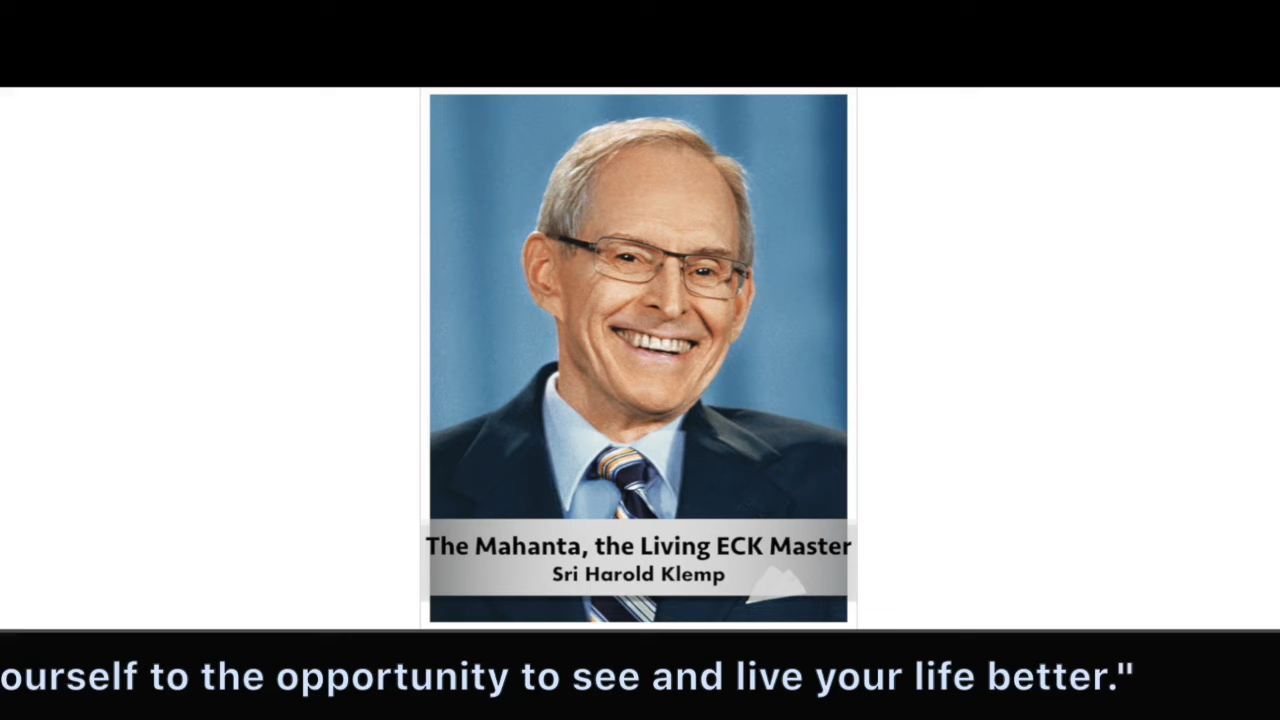 The Mahanta, the Living ECK Master
Sri Harold Klemp
ourself to the opportunity to see and live your life better."